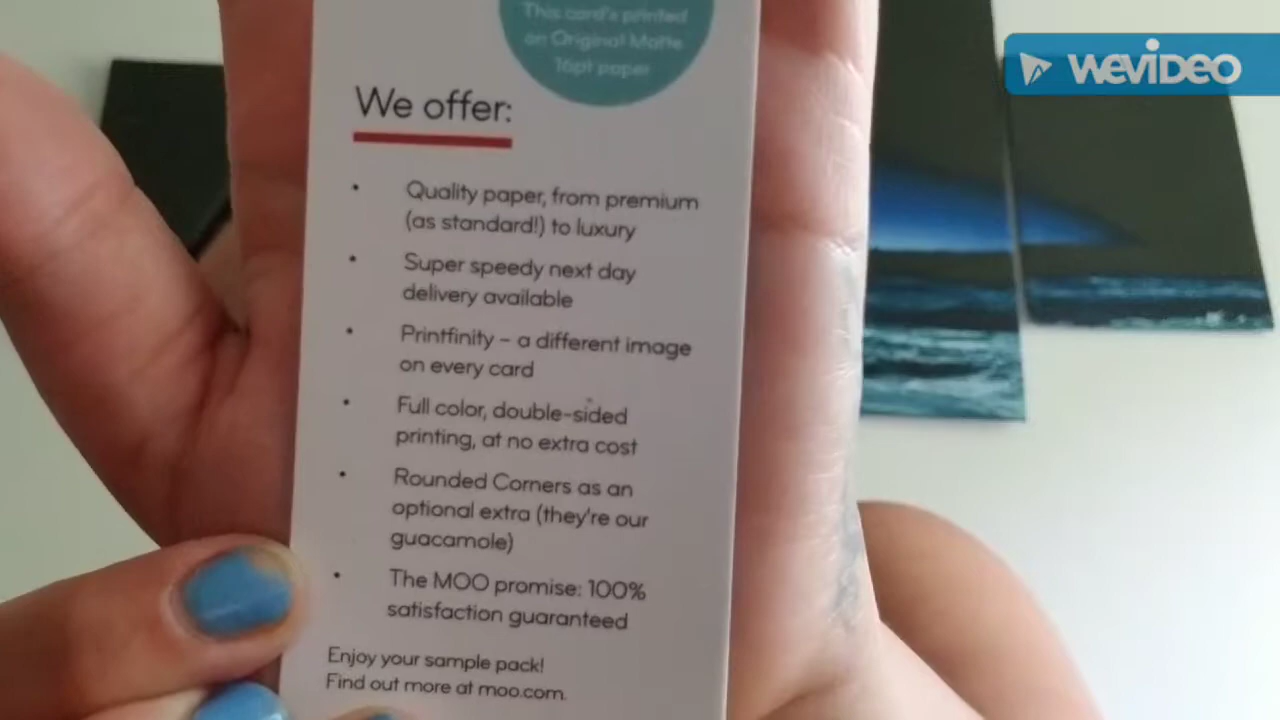 This card's printed
on Original Matte
16pt paper
WEVIDEO
We offer:
• Quality paper, from premium
(as standard!) to luxury
• Super speedy next day
delivery available
• Printfinity – a different image
on every card
• Full color, double-sided
printing, at no extra cost
• Rounded Corners as an
optional extra (they're our
guacamole)
• The MOO promise: 100%
satisfaction guaranteed
Enjoy your sample pack!
Find out more at moo.com.